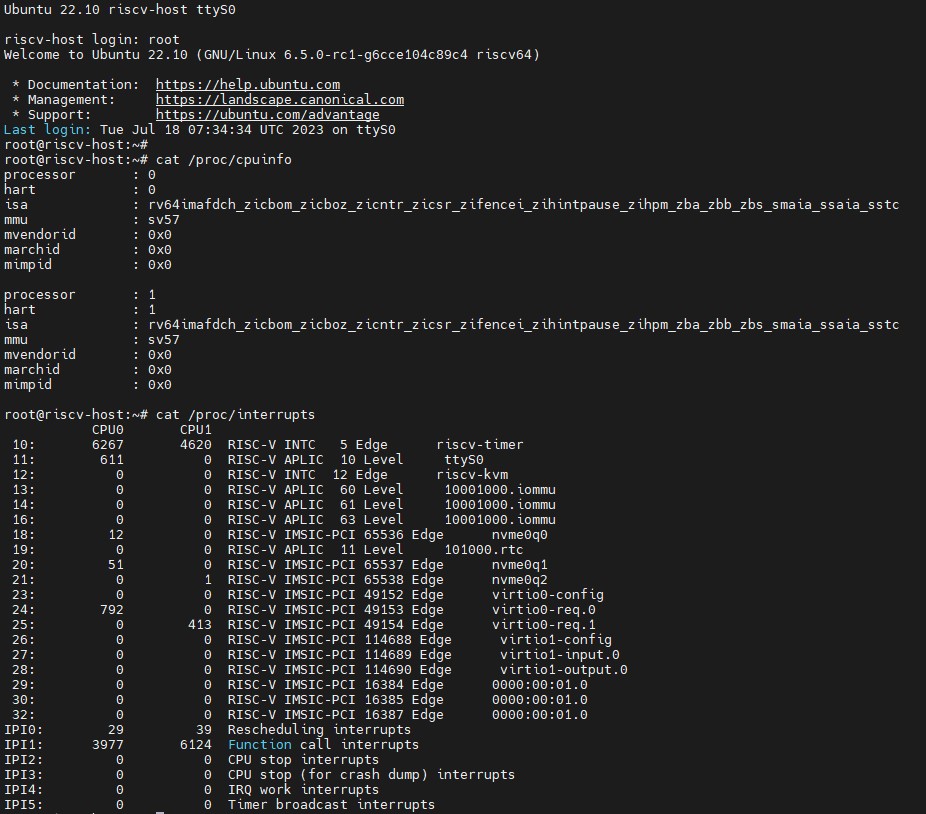 Ubuntu 22.10 riscv-host ttyS0
riscv-host login: root
Welcome to Ubuntu 22.10 (GNU/Linux 6.5.0-rc1-g6cce104c89c4 riscv64)
* Documentation:  https://help.ubuntu.com
* Management:     https://landscape.canonical.com
* Support:        https://ubuntu.com/advantage
Last login: Tue Jul 18 07:34:34 UTC 2023 on ttyS0
root@riscv-host:~#
root@riscv-host:~# cat /proc/cpuinfo
processor       : 0
hart            : 0
isa             : rv64imafdch_zicbom_zicboz_zicntr_zicsr_zifencei_zihintpause_zihpm_zba_zbb_zbs_smaia_ssaia_sstc
mmu             : sv57
mvendorid       : 0x0
marchid         : 0x0
mimpid          : 0x0
processor       : 1
hart            : 1
isa             : rv64imafdch_zicbom_zicboz_zicntr_zicsr_zifencei_zihintpause_zihpm_zba_zbb_zbs_smaia_ssaia_sstc
mmu             : sv57
mvendorid       : 0x0
marchid         : 0x0
mimpid          : 0x0
root@riscv-host:~# cat /proc/interrupts
           CPU0       CPU1
 10:       6267       4620  RISC-V INTC   5 Edge      riscv-timer
 11:        611          0  RISC-V APLIC  10 Level     ttyS0
 12:          0          0  RISC-V INTC  12 Edge      riscv-kvm
 13:          0          0  RISC-V APLIC  60 Level     10001000.iommu
 14:          0          0  RISC-V APLIC  61 Level     10001000.iommu
 16:          0          0  RISC-V APLIC  63 Level     10001000.iommu
 18:         12          0  RISC-V IMSIC-PCI 65536 Edge      nvme0q0
 19:          0          0  RISC-V APLIC  11 Level     101000.rtc
 20:         51          0  RISC-V IMSIC-PCI 65537 Edge      nvme0q1
 21:          0          1  RISC-V IMSIC-PCI 65538 Edge      nvme0q2
 23:          0          0  RISC-V IMSIC-PCI 49152 Edge      virtio0-config
 24:        792          0  RISC-V IMSIC-PCI 49153 Edge      virtio0-req.0
 25:          0        413  RISC-V IMSIC-PCI 49154 Edge      virtio0-req.1
 26:          0          0  RISC-V IMSIC-PCI 114688 Edge      virtio1-config
 27:          0          0  RISC-V IMSIC-PCI 114689 Edge      virtio1-input.0
 28:          0          0  RISC-V IMSIC-PCI 114690 Edge      virtio1-output.0
 29:          0          0  RISC-V IMSIC-PCI 16384 Edge      0000:00:01.0
 30:          0          0  RISC-V IMSIC-PCI 16385 Edge      0000:00:01.0
 32:          0          0  RISC-V IMSIC-PCI 16387 Edge      0000:00:01.0
IPI0:        29         39  Rescheduling interrupts
IPI1:      3977       6124  Function call interrupts
IPI2:         0          0  CPU stop interrupts
IPI3:         0          0  CPU stop (for crash dump) interrupts
IPI4:         0          0  IRQ work interrupts
IPI5:         0          0  Timer broadcast interrupts